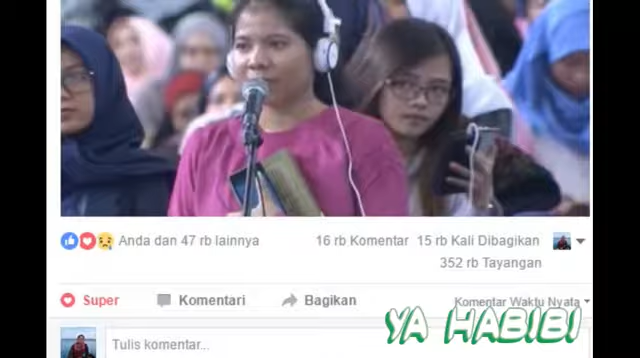 Anda dan 47 rb lainnya 16 rb Komentar 15 rb Kali Dibagikan
352 rb Tayangan
Super Komentari Bagikan Komentar Waktu Nyata
YA HABIBI
Tulis komentar...